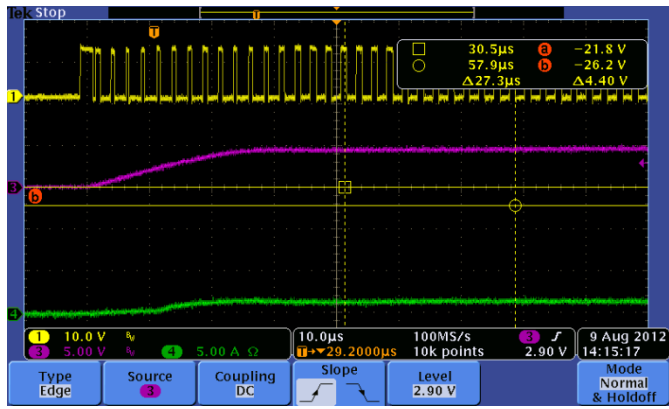 Tek Stop
T
T
30.5µs a -21.8 V
57.9µs b -26.2 V
Δ27.3µs Δ4.40 V
1
3
b
4
1 10.0 V BW
3 5.00 V BW 4 5.00 A Ω
10.0µs 100MS/s 3
T→▼29.2000µs 10k points 2.90 V
9 Aug 2012
14:15:17
Type
Edge
Source
3
Coupling
DC
Slope
Level
2.90 V
Mode
Normal
& Holdoff